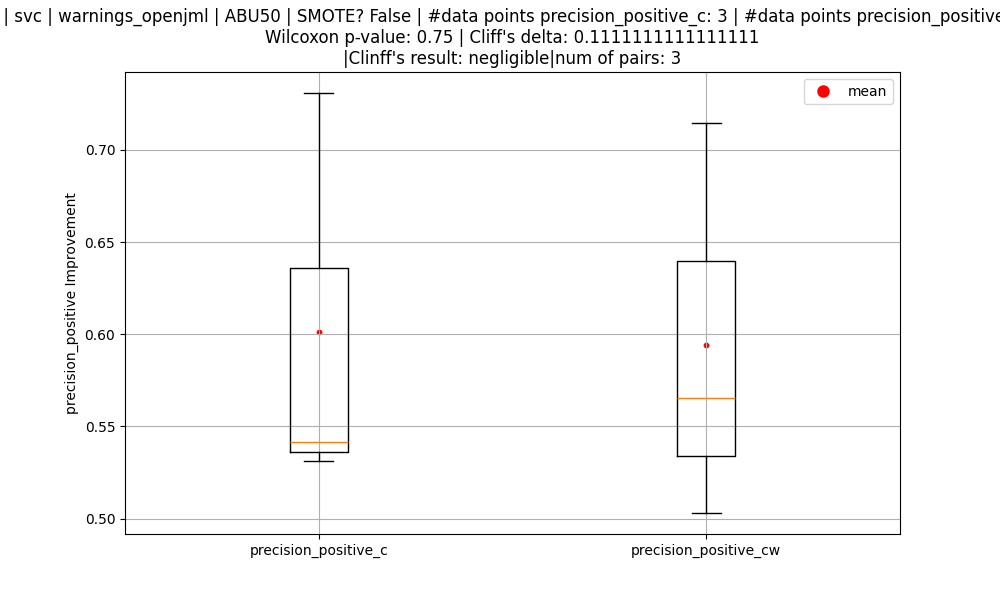 | svc | warnings_openjml | ABU50 | SMOTE? False | #data points precision_positive_c: 3 | #data points precision_positive
Wilcoxon p-value: 0.75 | Cliff's delta: 0.1111111111111111
|Clinff's result: negligible|num of pairs: 3
mean
0.70
0.65
0.60
0.55
0.50
precision_positive Improvement
precision_positive_c
precision_positive_cw